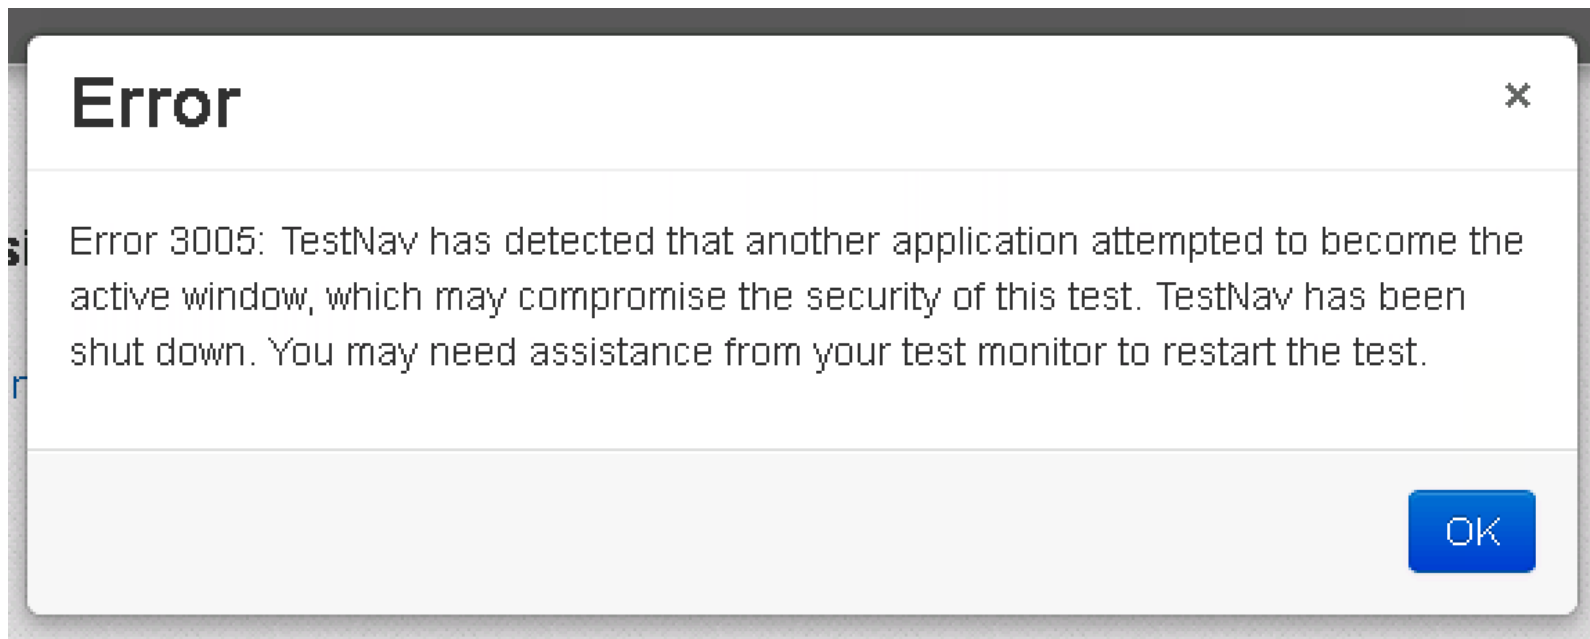 Error
×
Error 3005: TestNav has detected that another application attempted to become the
active window, which may compromise the security of this test. TestNav has been
shut down. You may need assistance from your test monitor to restart the test.
OK